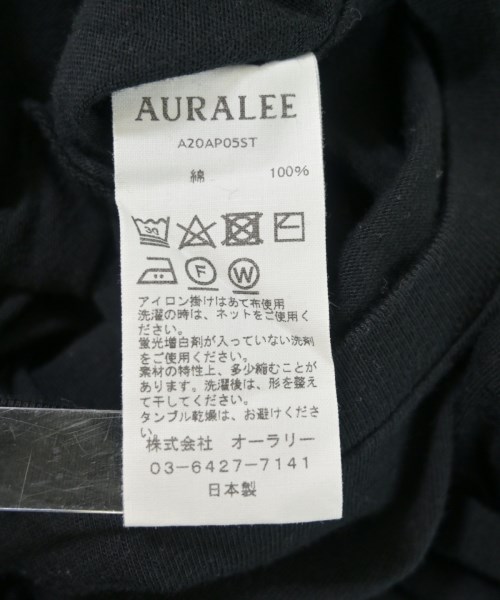 AURALEE
A20AP05ST
綿 100%
30
F W
アイロン掛けはあて布使用
洗濯の時は、ネットをご使用く
ださい。
蛍光増白剤が入っていない洗剤
をご使用ください。
素材の特性上、多少縮むことが
あります。洗濯後は、形を整え
て干してください。
タンブル乾燥は、お避けくださ
い。
株式会社 オーラリー
03-6427-7141
日本製